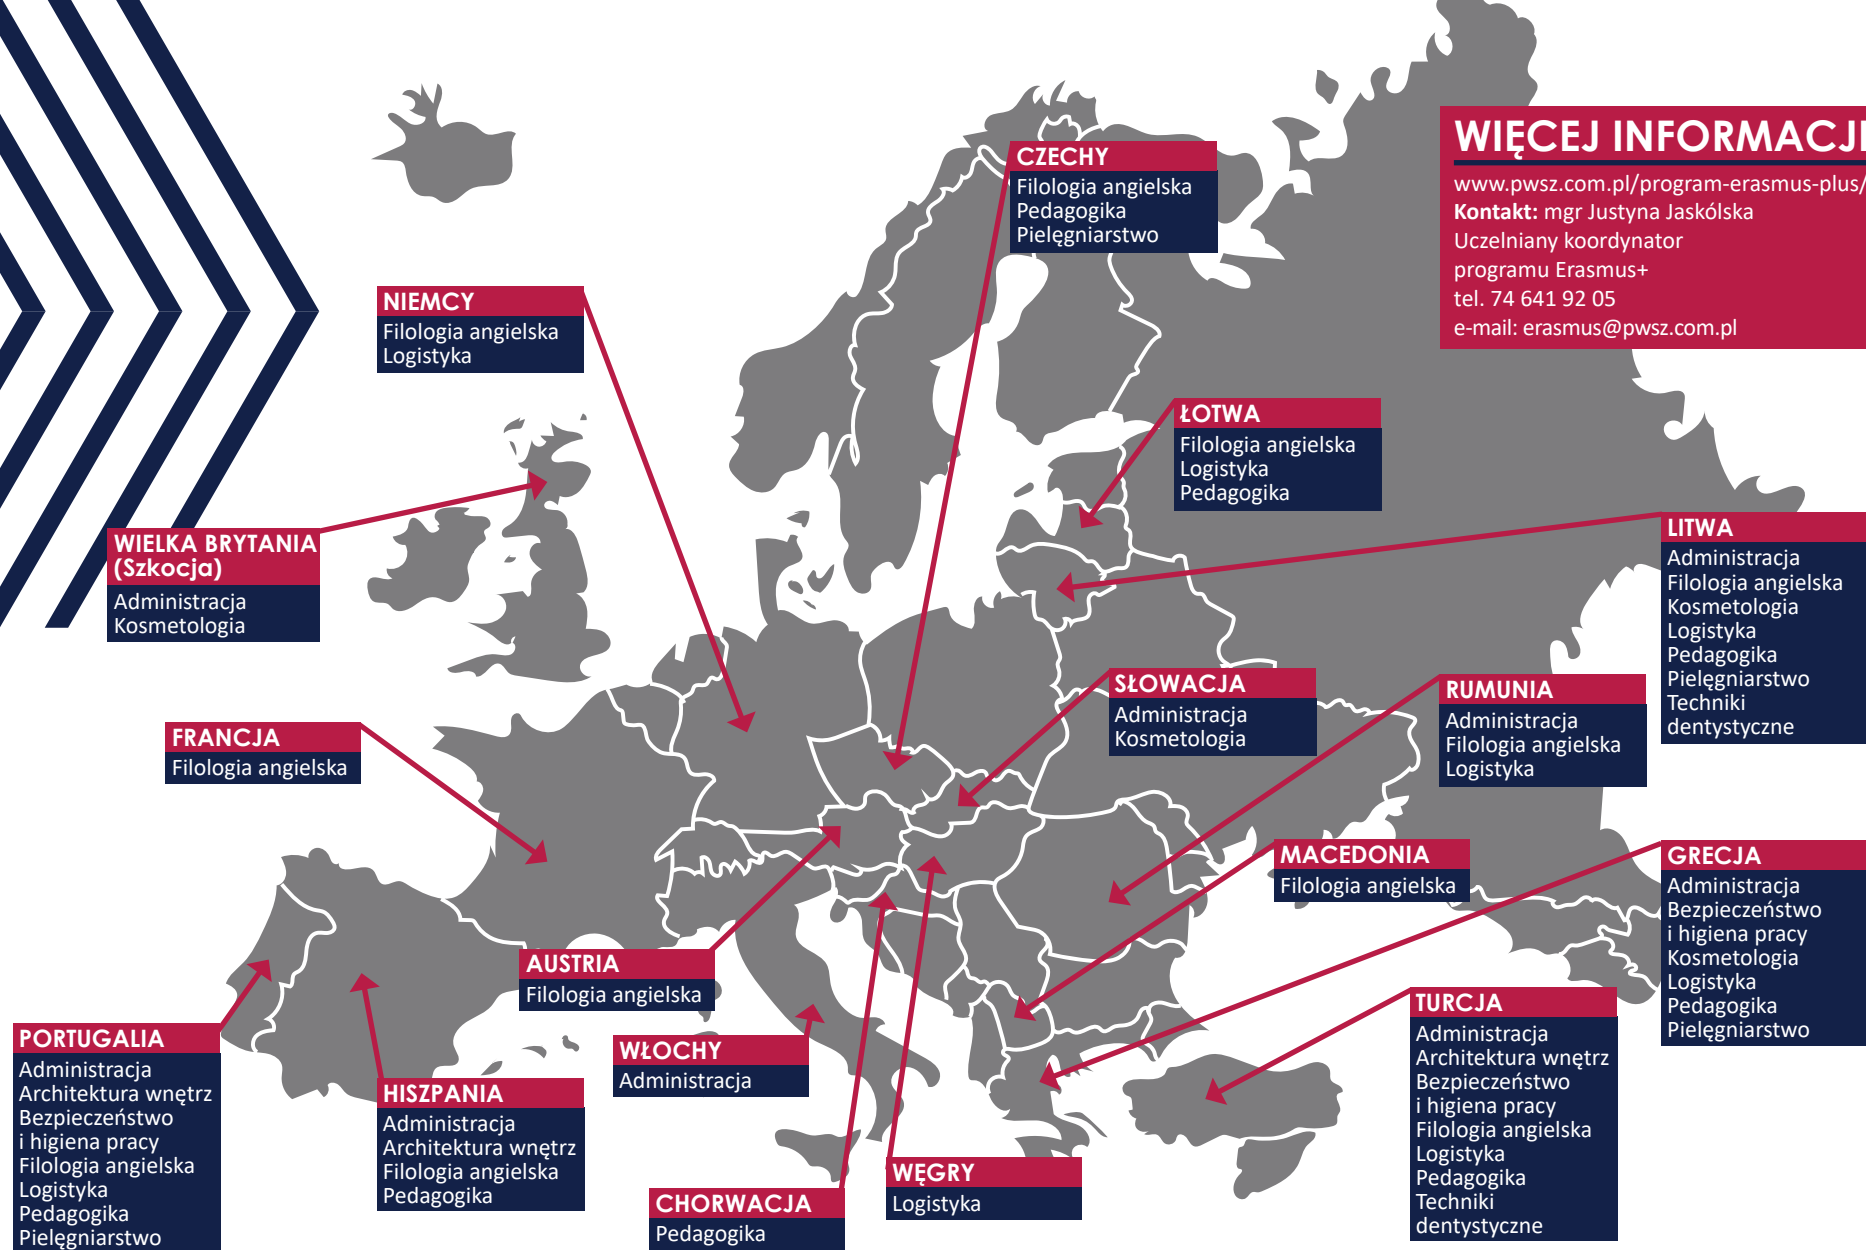 CZECHY
Filologia angielska
Pedagogika
Pielęgniarstwo
WIĘCEJ INFORMACJI
www.pwsz.com.pl/program-erasmus-plus/
Kontakt: mgr Justyna Jaskólska
Uczelniany koordynator
programu Erasmus+
tel. 74 641 92 05
e-mail: erasmus@pwsz.com.pl
NIEMCY
Filologia angielska
Logistyka
ŁOTWA
Filologia angielska
Logistyka
Pedagogika
WIELKA BRYTANIA
(Szkocja)
Administracja
Kosmetologia
LITWA
Administracja
Filologia angielska
Kosmetologia
Logistyka
Pedagogika
Pielęgniarstwo
Techniki
dentystyczne
SŁOWACJA
Administracja
Kosmetologia
RUMUNIA
Administracja
Filologia angielska
Logistyka
FRANCJA
Filologia angielska
MACEDONIA
Filologia angielska
GRECJA
Administracja
Bezpieczeństwo
i higiena pracy
Kosmetologia
Logistyka
Pedagogika
Pielęgniarstwo
AUSTRIA
Filologia angielska
TURCJA
Administracja
Architektura wnętrz
Bezpieczeństwo
i higiena pracy
Filologia angielska
Logistyka
Pedagogika
Techniki
dentystyczne
PORTUGALIA
Administracja
Architektura wnętrz
Bezpieczeństwo
i higiena pracy
Filologia angielska
Logistyka
Pedagogika
Pielęgniarstwo
WŁOCHY
Administracja
HISZPANIA
Administracja
Architektura wnętrz
Filologia angielska
Pedagogika
WĘGRY
Logistyka
CHORWACJA
Pedagogika